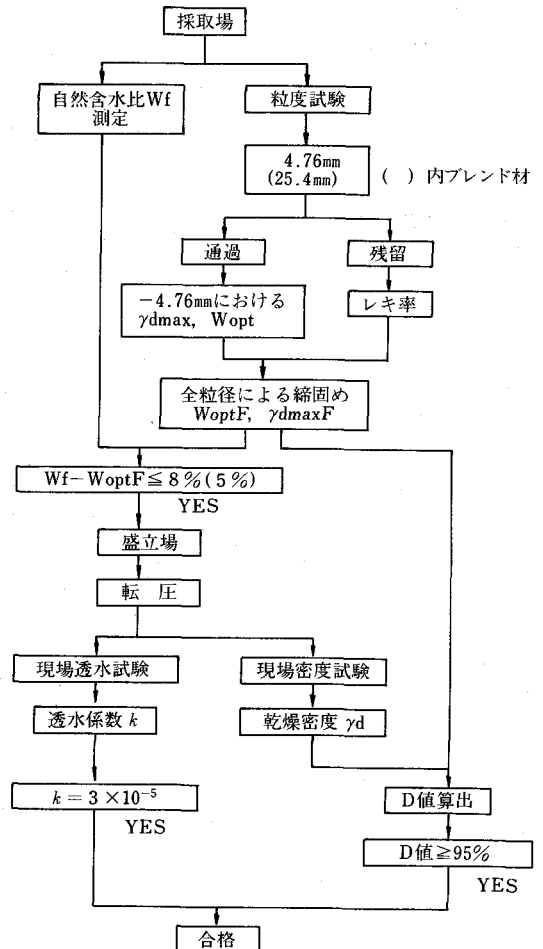 採取場
自然含水比Wf
測定
粒度試験
4.76mm
(25.4mm)
( ) 内ブレンド材
通過
残留
−4.76mmにおける
γdmax, Wopt
レキ率
全粒径による締固め
WoptF, γdmaxF
Wf−WoptF≦8%(5%)
YES
盛立場
転 圧
現場透水試験
現場密度試験
透水係数 k
乾燥密度 γd
k = 3 × 10⁻⁵
YES
D値算出
D値≧95%
YES
合格